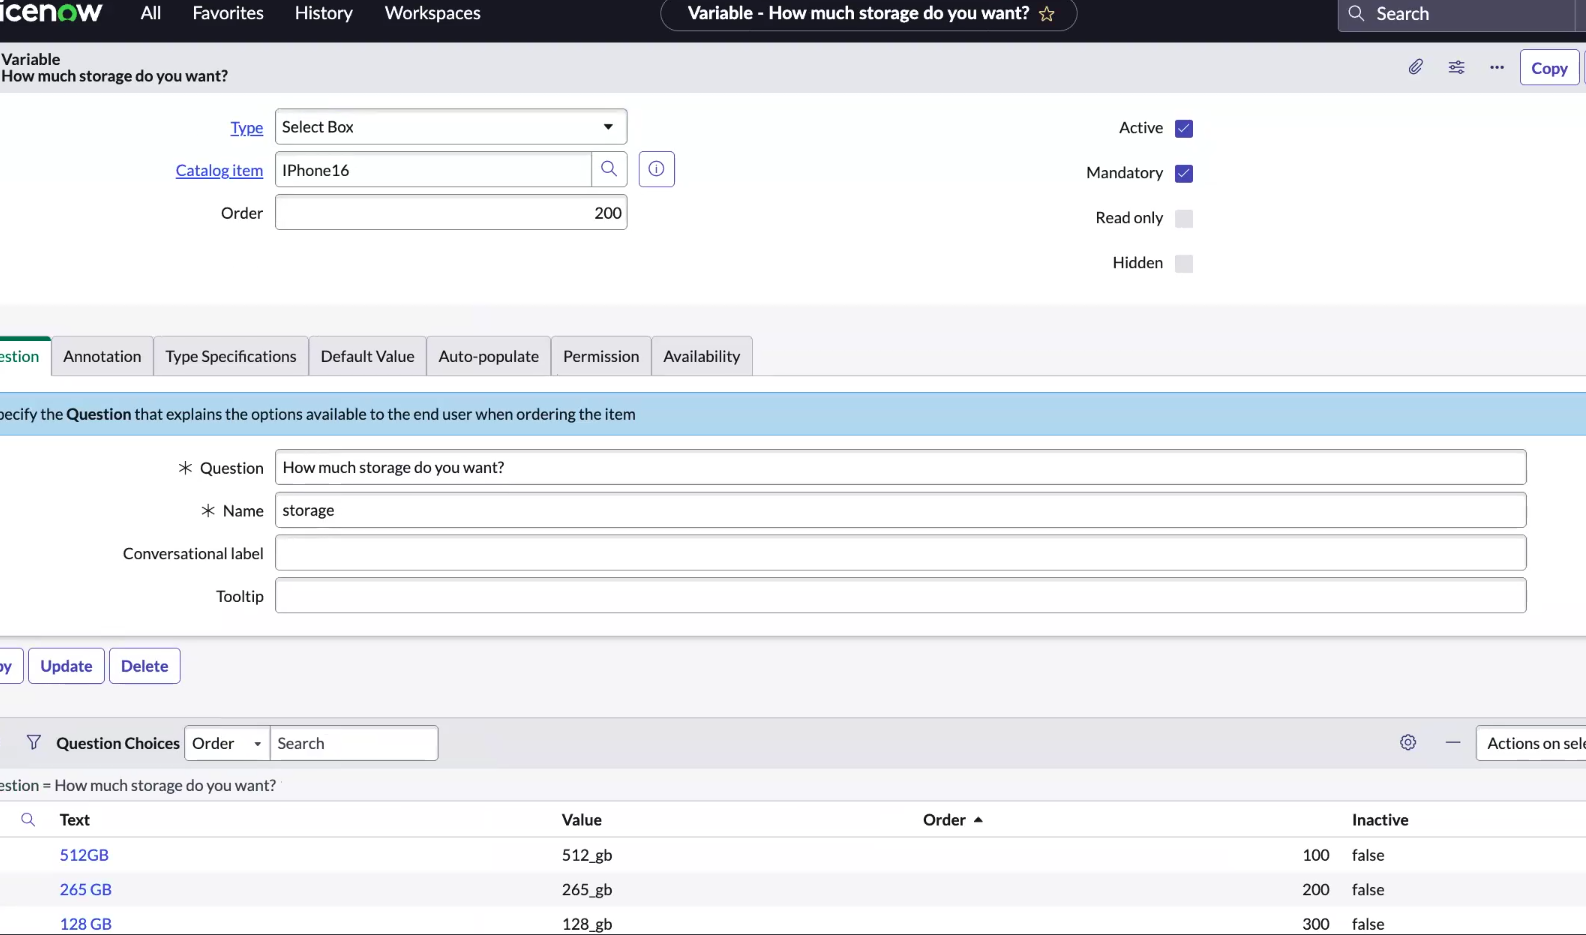 icenow All Favorites History Workspaces Variable - How much storage do you want? Search
Variable
How much storage do you want?
Copy
Type Select Box Active
Catalog item IPhone16 Mandatory
Order 200 Read only
Hidden
estion Annotation Type Specifications Default Value Auto-populate Permission Availability
pecify the Question that explains the options available to the end user when ordering the item
Question How much storage do you want?
Name storage
Conversational label
Tooltip
py Update Delete
Question Choices Order Search Actions on sele
estion = How much storage do you want?
Text Value Order Inactive
512GB 512_gb 100 false
265 GB 265_gb 200 false
128 GB 128_gb 300 false